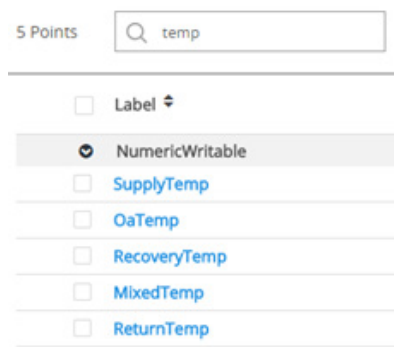 5 Points temp
Label
NumericWritable
SupplyTemp
OaTemp
RecoveryTemp
MixedTemp
ReturnTemp